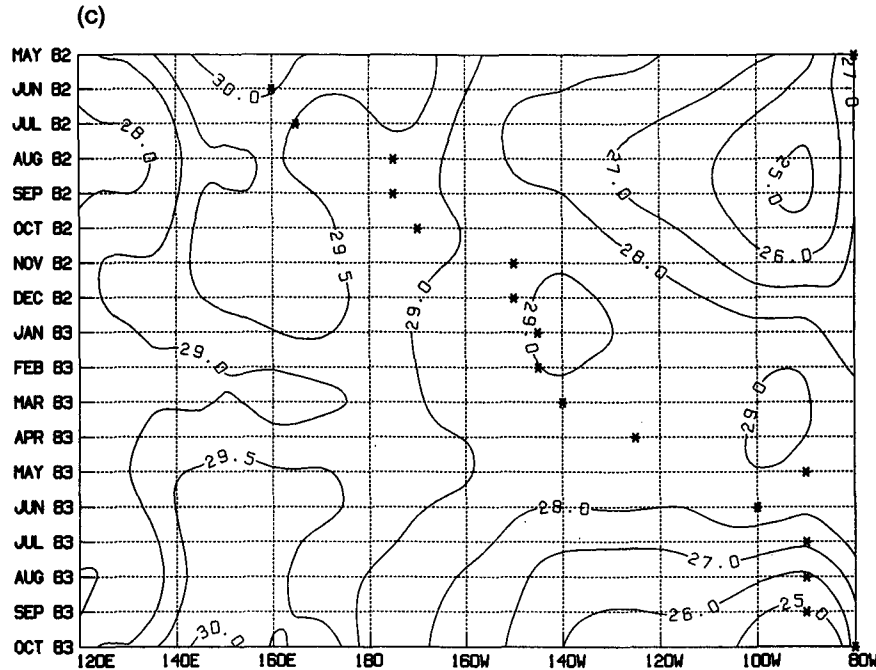 (c)
MAY 82
JUN 82
JUL 82
AUG 82
SEP 82
OCT 82
NOV 82
DEC 82
JAN 83
FEB 83
MAR 83
APR 83
MAY 83
JUN 83
JUL 83
AUG 83
SEP 83
OCT 83
120E 140E 160E 180 160W 140W 120W 100W 80W
30.0
27.0
28.0
27.0
25.0
29.5
28.0
26.0
29.0
29.0
29.0
29.0
29.5
28.0
27.0
26.0
25.0
30.0